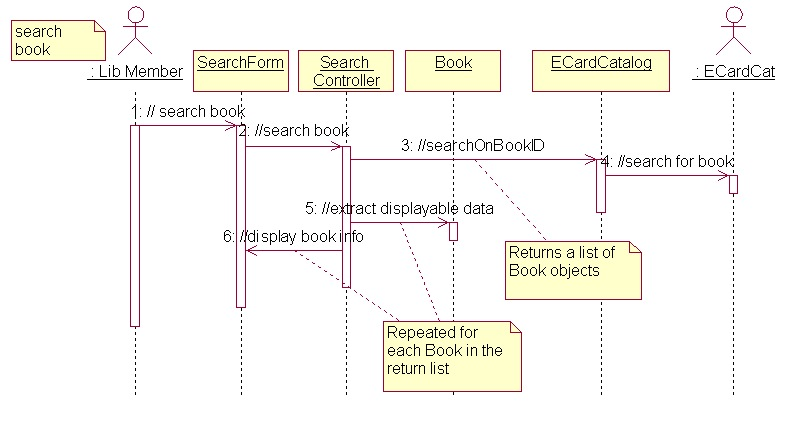 search
book
: Lib Member
SearchForm
Search
Controller
Book
ECardCatalog
: ECardCat
1: // search book
2: //search book
3: //searchOnBookID
4: //search for book
5: //extract displayable data
6: //display book info
Returns a list of
Book objects
Repeated for
each Book in the
return list